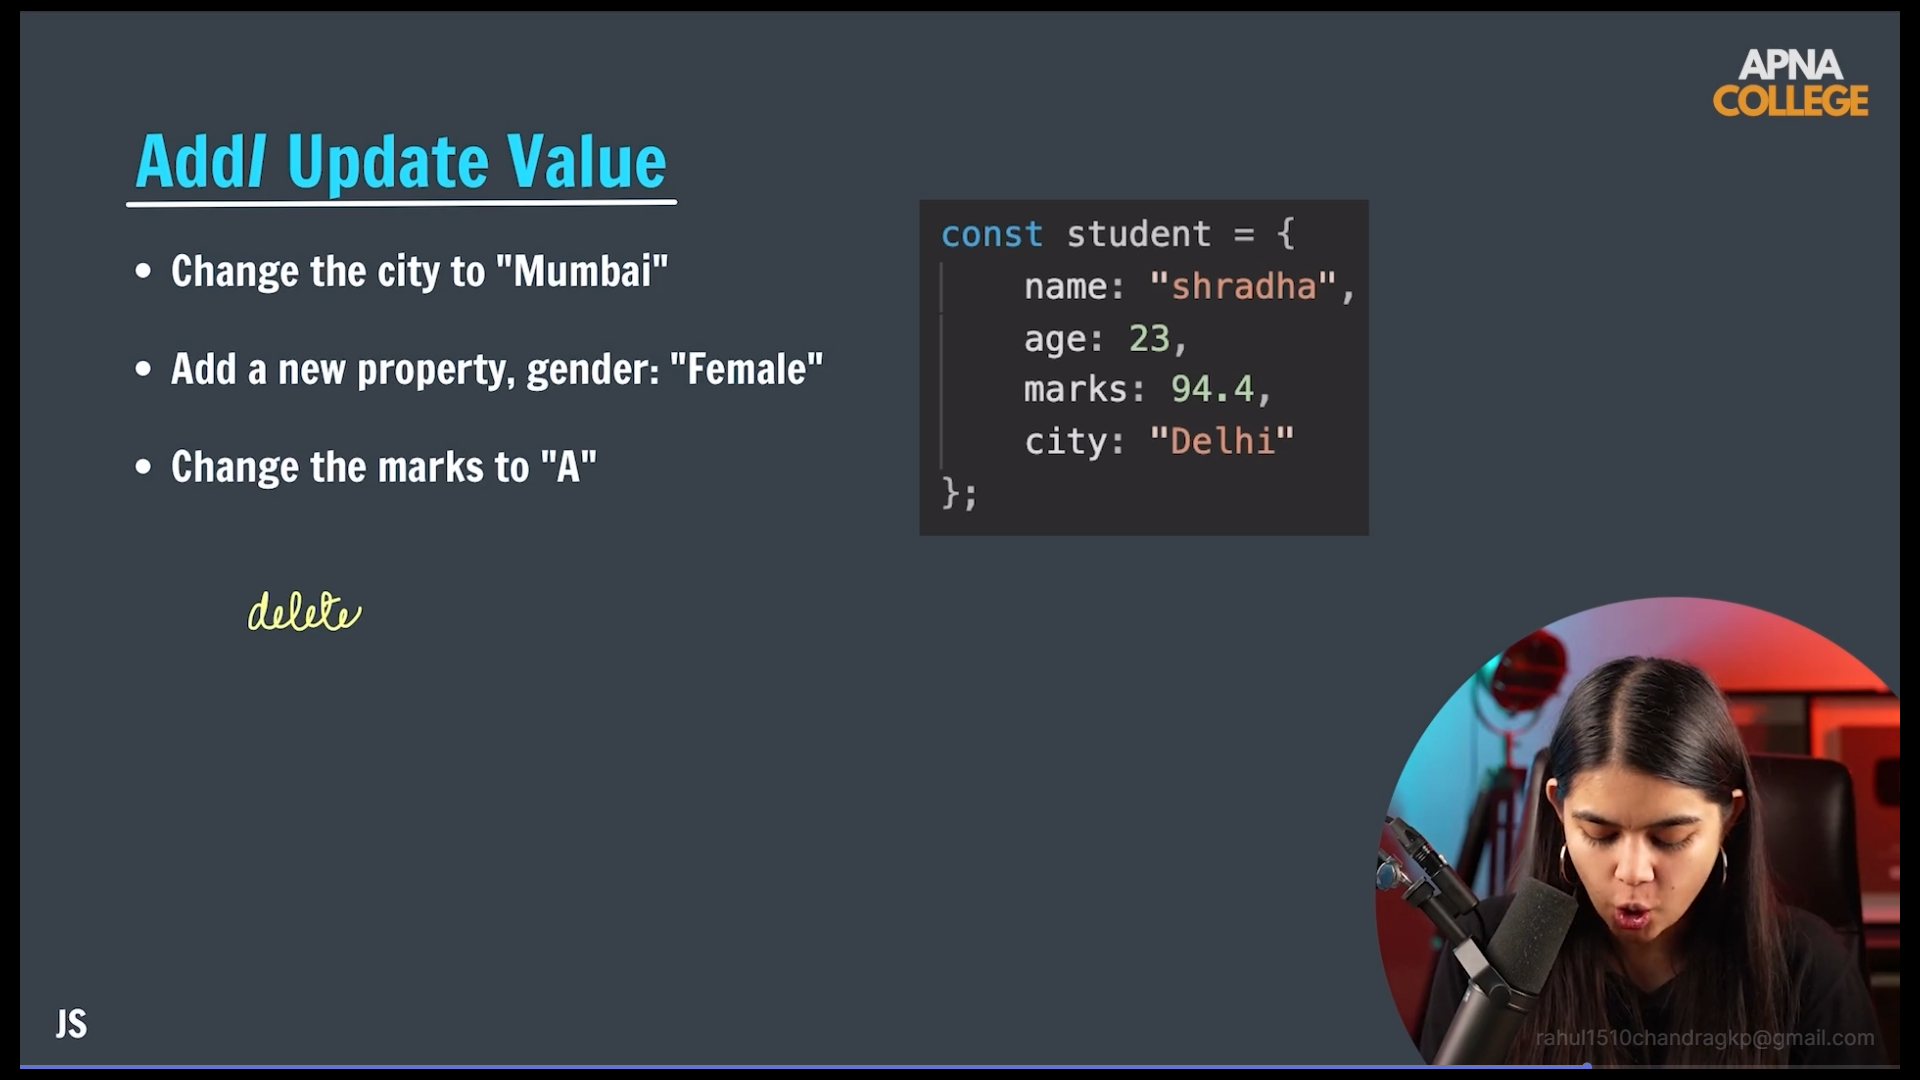 APNA
COLLEGE
Add/ Update Value
• Change the city to "Mumbai"
• Add a new property, gender: "Female"
• Change the marks to "A"
delete
const student = {
name: "shradha",
age: 23,
marks: 94.4,
city: "Delhi"
};
JS
rahul1510chandragkp@gmail.com